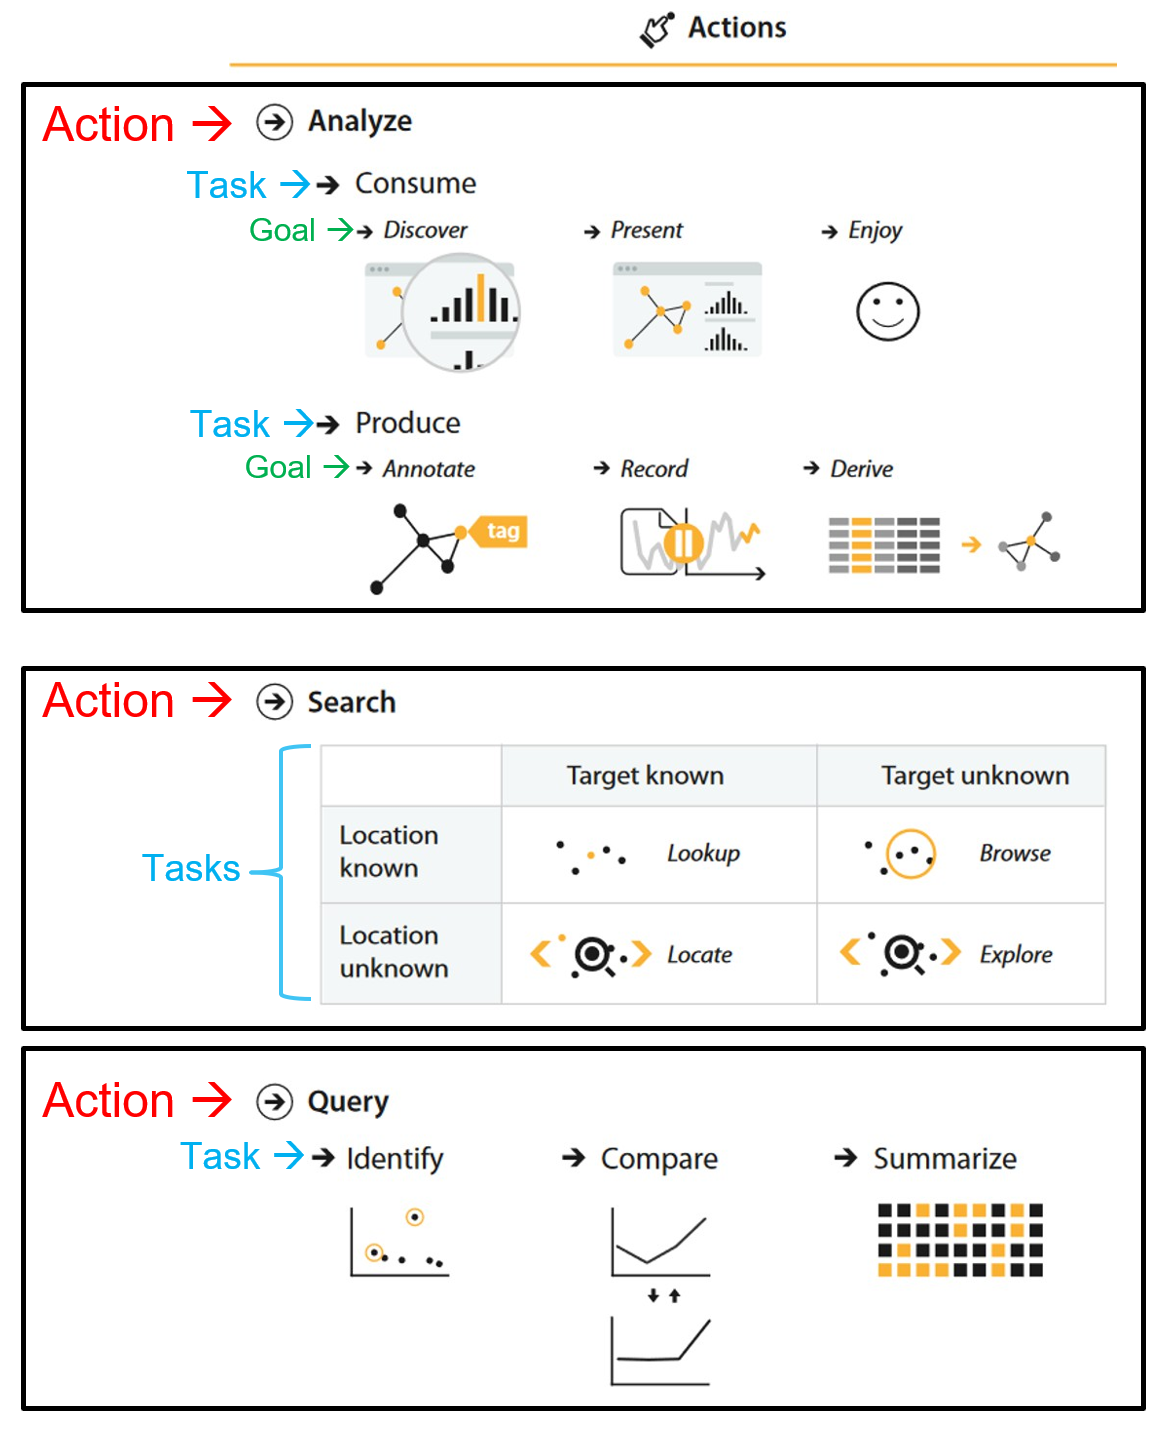 Actions
Action → Analyze
Task → Consume
Goal → Discover Present Enjoy
Task → Produce
Goal → Annotate Record Derive
tag
Action → Search
Target known Target unknown
Location
known
Lookup Browse
Tasks
Location
unknown
Locate Explore
Action → Query
Task → Identify Compare Summarize